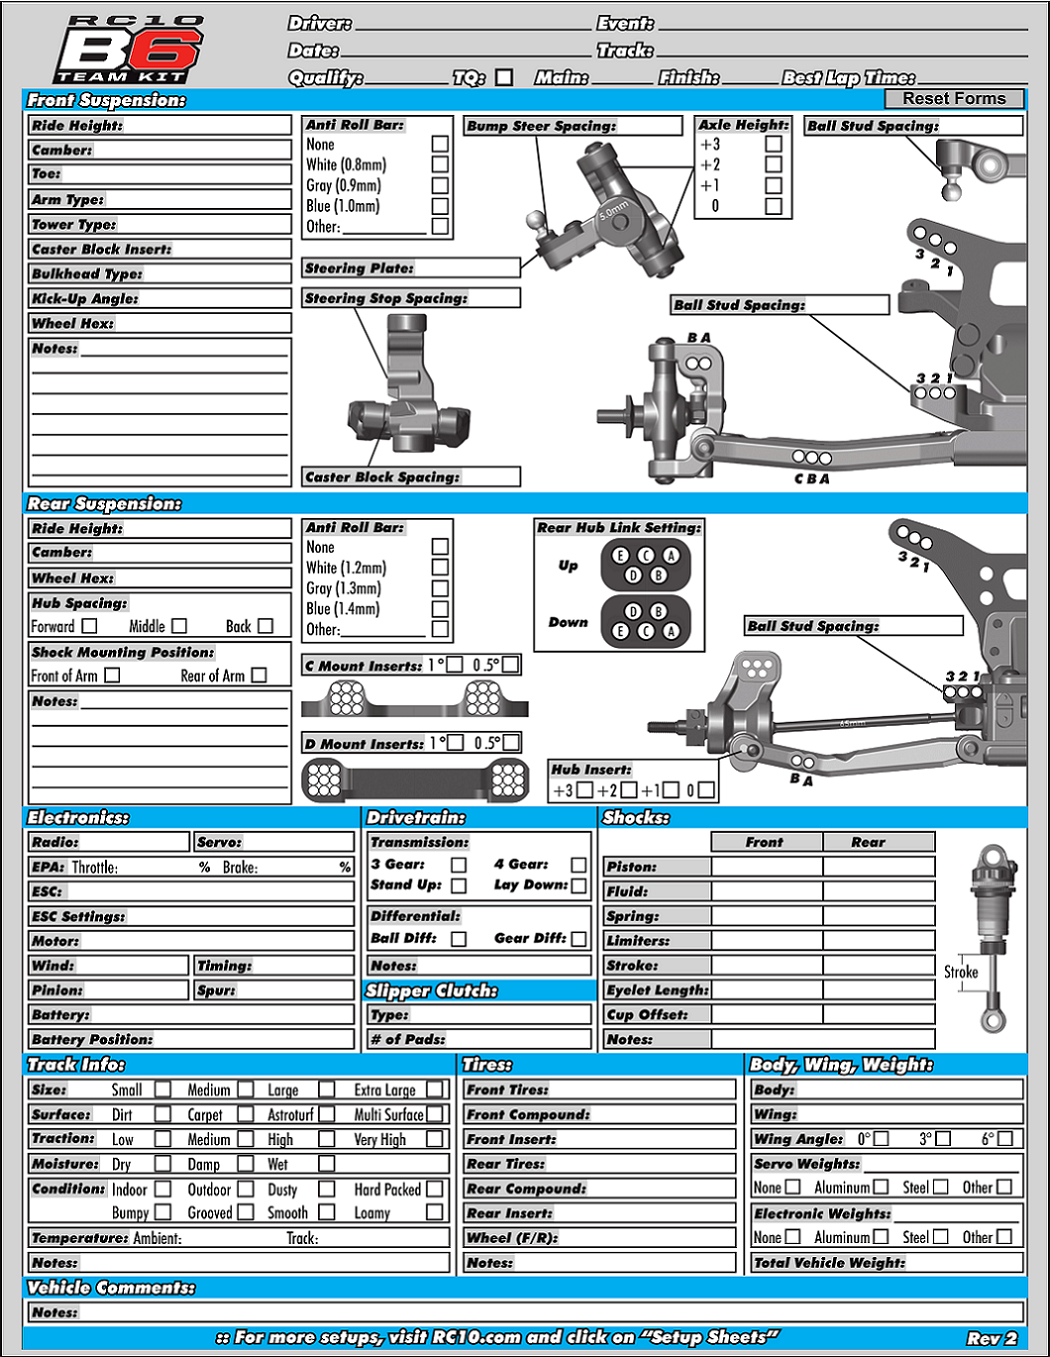 RC10
B6
TEAM KIT
Driver: Event:
Date: Track:
Qualify: TQ: Main: Finish: Best Lap Time:
Front Suspension: Reset Forms
Ride Height:
Camber:
Toe:
Arm Type:
Tower Type:
Caster Block Insert:
Bulkhead Type:
Kick-Up Angle:
Wheel Hex:
Notes:
Anti Roll Bar:
None
White (0.8mm)
Gray (0.9mm)
Blue (1.0mm)
Other:
Steering Plate:
Steering Stop Spacing:
Caster Block Spacing:
Bump Steer Spacing:
5.0mm
Axle Height:
+3
+2
+1
0
Ball Stud Spacing:
3 2 1
Ball Stud Spacing:
B A
3 2 1
C B A
Rear Suspension:
Ride Height:
Camber:
Wheel Hex:
Hub Spacing:
Forward Middle Back
Shock Mounting Position:
Front of Arm Rear of Arm
Notes:
Anti Roll Bar:
None
White (1.2mm)
Gray (1.3mm)
Blue (1.4mm)
Other:
C Mount Inserts: 1° 0.5°
D Mount Inserts: 1° 0.5°
Rear Hub Link Setting:
Up E C A
D B
Down D B
E C A
3 2 1
Ball Stud Spacing:
3 2 1
B A
Hub Insert:
+3 +2 +1 0
Electronics:
Radio: Servo:
EPA: Throttle: % Brake: %
ESC:
ESC Settings:
Motor:
Wind: Timing:
Pinion: Spur:
Battery:
Battery Position:
Drivetrain:
Transmission:
3 Gear: 4 Gear:
Stand Up: Lay Down:
Differential:
Ball Diff: Gear Diff:
Notes:
Slipper Clutch:
Type:
# of Pads:
Shocks:
Front Rear
Piston:
Fluid:
Spring:
Limiters:
Stroke:
Eyelet Length:
Cup Offset:
Notes:
Stroke
Track Info:
Size: Small Medium Large Extra Large
Surface: Dirt Carpet Astroturf Multi Surface
Traction: Low Medium High Very High
Moisture: Dry Damp Wet
Condition: Indoor Outdoor Dusty Hard Packed
Bumpy Grooved Smooth Loamy
Temperature: Ambient: Track:
Notes:
Tires:
Front Tires:
Front Compound:
Front Insert:
Rear Tires:
Rear Compound:
Rear Insert:
Wheel (F/R):
Notes:
Body, Wing, Weight:
Body:
Wing:
Wing Angle: 0° 3° 6°
Servo Weights:
None Aluminum Steel Other
Electronic Weights:
None Aluminum Steel Other
Total Vehicle Weight:
Vehicle Comments:
Notes:
:: For more setups, visit RC10.com and click on "Setup Sheets"
Rev 2